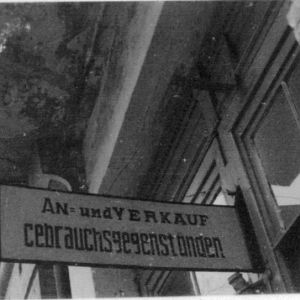 AN= und VERKAUF
Gebrauchsgegenständen